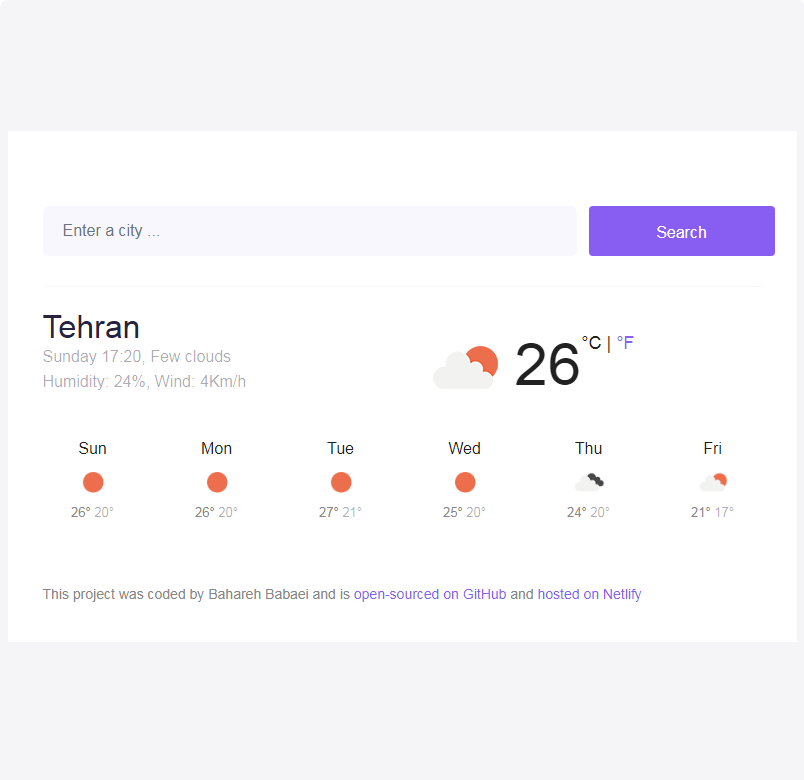 Enter a city ...
Search
Tehran
Sunday 17:20, Few clouds
Humidity: 24%, Wind: 4Km/h
26 °C | °F
Sun Mon Tue Wed Thu Fri
26° 20° 26° 20° 27° 21° 25° 20° 24° 20° 21° 17°
This project was coded by Bahareh Babaei and is open-sourced on GitHub and hosted on Netlify